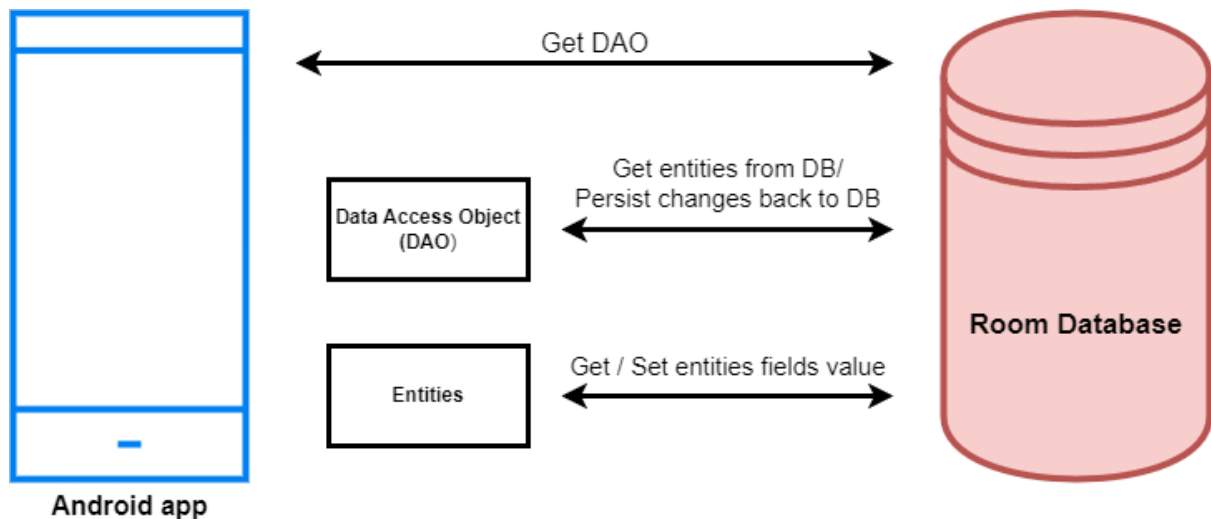 Get DAO
Get entities from DB/
Persist changes back to DB
Data Access Object
(DAO)
Room Database
Get / Set entities fields value
Entities
Android app